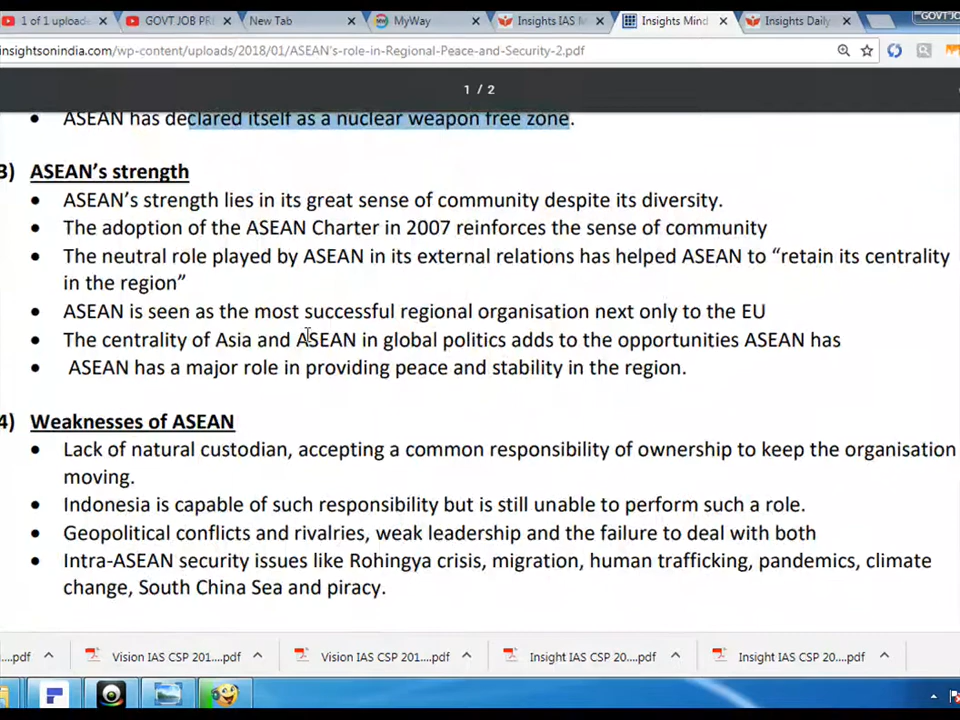 1 of 1 uploa
GOVT JOB PR
New Tab
MyWay
Insights IAS M
Insights Mind
Insights Daily
GOVT JO
insightsonindia.com/wp-content/uploads/2018/01/ASEAN's-role-in-Regional-Peace-and-Security-2.pdf
1 / 2
• ASEAN has declared itself as a nuclear weapon free zone.
3) ASEAN's strength
• ASEAN's strength lies in its great sense of community despite its diversity.
• The adoption of the ASEAN Charter in 2007 reinforces the sense of community
• The neutral role played by ASEAN in its external relations has helped ASEAN to "retain its centrality
in the region"
• ASEAN is seen as the most successful regional organisation next only to the EU
• The centrality of Asia and ASEAN in global politics adds to the opportunities ASEAN has
• ASEAN has a major role in providing peace and stability in the region.
4) Weaknesses of ASEAN
• Lack of natural custodian, accepting a common responsibility of ownership to keep the organisation
moving.
• Indonesia is capable of such responsibility but is still unable to perform such a role.
• Geopolitical conflicts and rivalries, weak leadership and the failure to deal with both
• Intra-ASEAN security issues like Rohingya crisis, migration, human trafficking, pandemics, climate
change, South China Sea and piracy.
....pdf
Vision IAS CSP 201....pdf
Vision IAS CSP 201....pdf
Insight IAS CSP 20....pdf
Insight IAS CSP 20....pdf